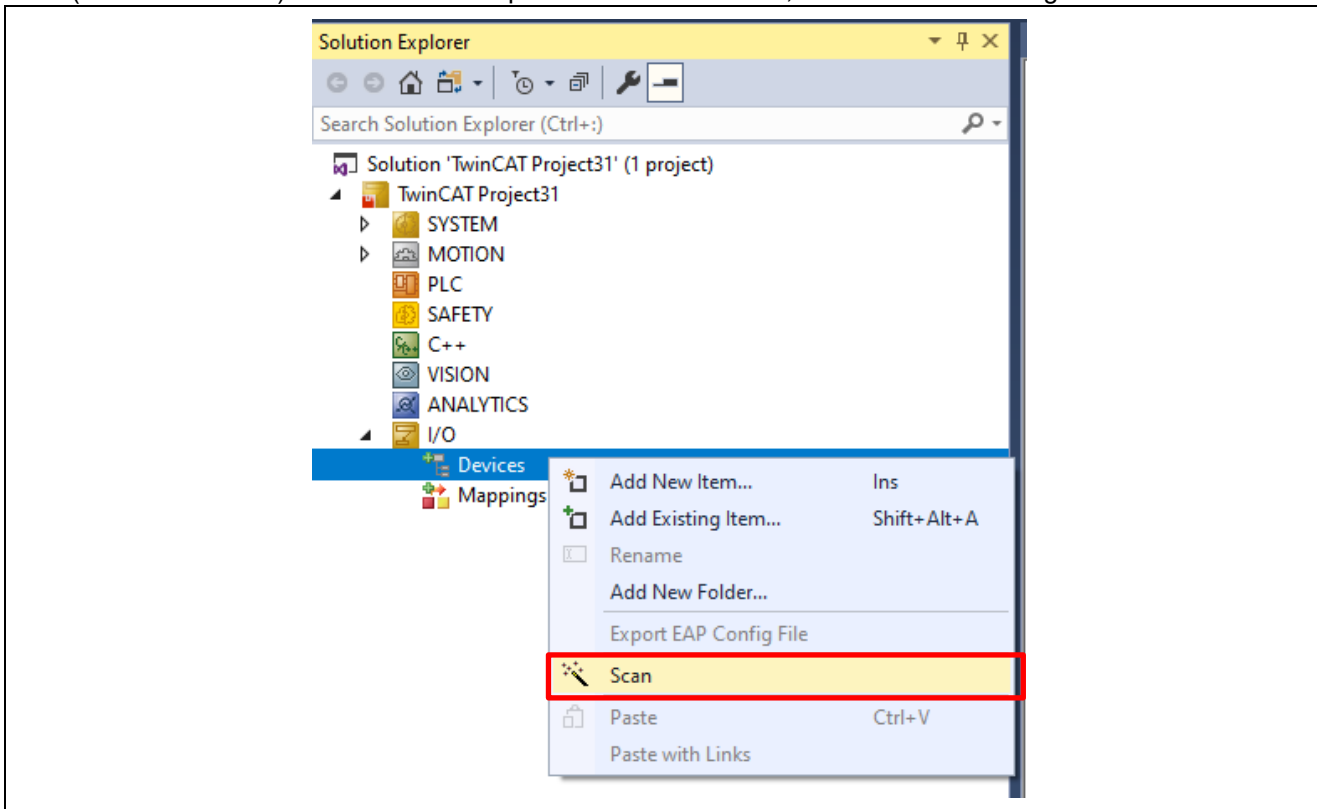 Solution Explorer
Search Solution Explorer (Ctrl+:)
Solution 'TwinCAT Project31' (1 project)
TwinCAT Project31
SYSTEM
MOTION
PLC
SAFETY
C++
VISION
ANALYTICS
I/O
Devices
Mappings
Add New Item... Ins
Add Existing Item... Shift+Alt+A
Rename
Add New Folder...
Export EAP Config File
Scan
Paste Ctrl+V
Paste with Links